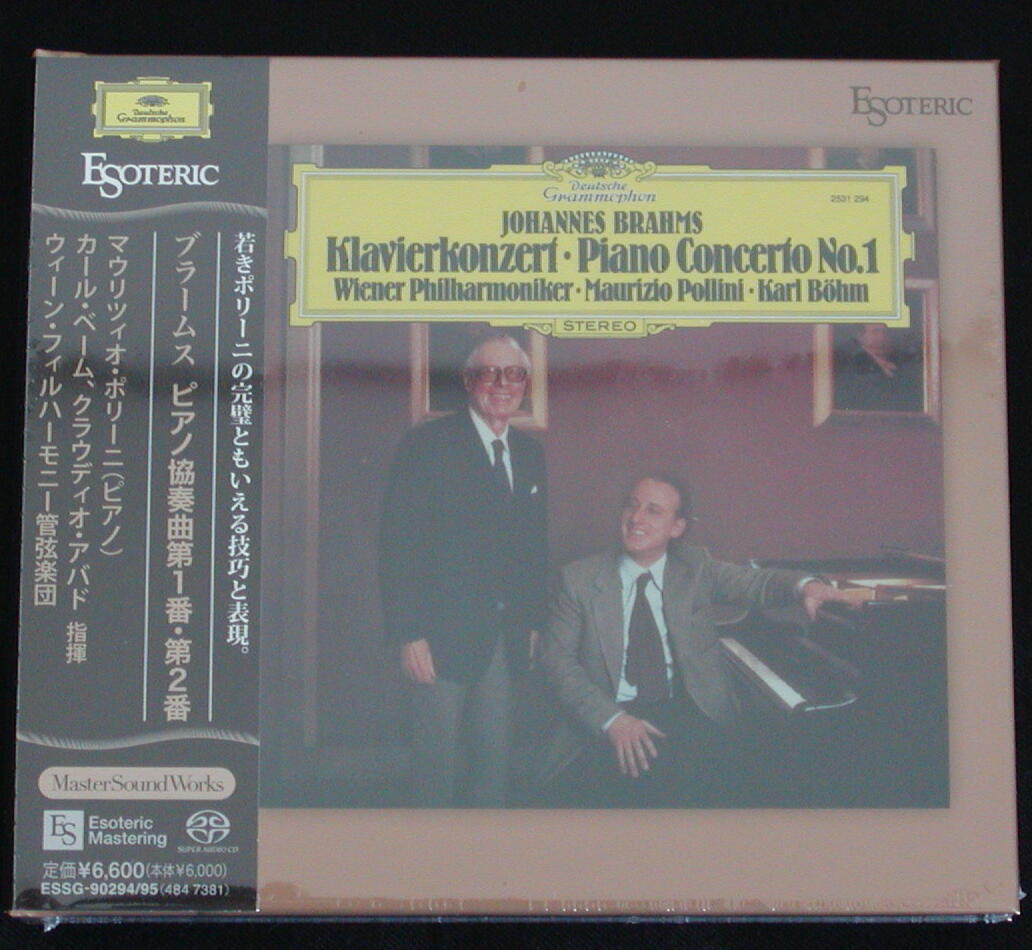 Deutsche
Grammophon
ESOTERIC
若きポリーニの完璧ともいえる技巧と表現。
ブラームス ピアノ協奏曲第1番・第2番
マウリツィオ・ポリーニ(ピアノ)
カール・ベーム、クラウディオ・アバド 指揮
ウィーン・フィルハーモニー管弦楽団
MasterSoundWorks
ES
Esoteric
Mastering
SUPER AUDIO CD
定価¥6,600(本体¥6,000)
ESSG-90294/95(484 7381)
ESOTERIC
Deutsche
Grammophon
2531 294
JOHANNES BRAHMS
Klavierkonzert · Piano Concerto No.1
Wiener Philharmoniker · Maurizio Pollini · Karl Böhm
STEREO